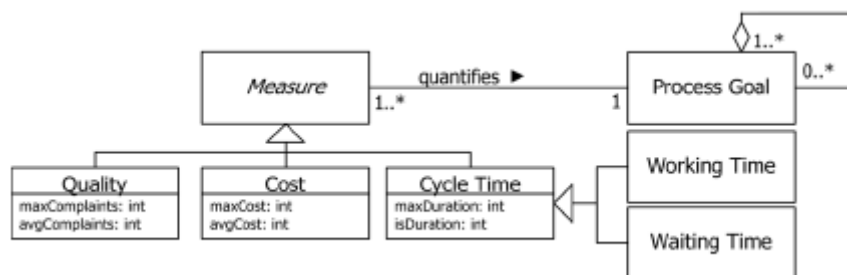 1..*
Measure
quantifies ►
1..*
1
Process Goal
0..*
Quality
maxComplaints: int
avgComplaints: int
Cost
maxCost: int
avgCost: int
Cycle Time
maxDuration: int
isDuration: int
Working Time
Waiting Time